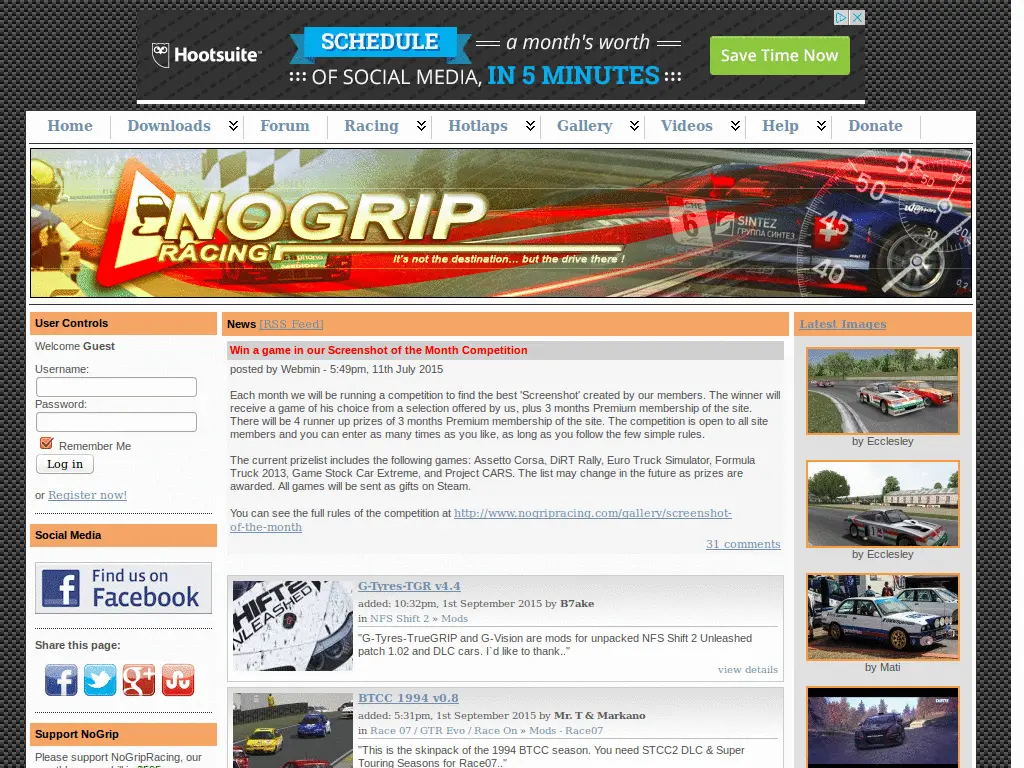 Hootsuite™
SCHEDULE
a month's worth
OF SOCIAL MEDIA, IN 5 MINUTES
Save Time Now
Home
Downloads
Forum
Racing
Hotlaps
Gallery
Videos
Help
Donate
NOGRIP
RACING
It's not the destination... but the drive there !
6
SINTEZ
ГРУППА СИНТЕЗ
55
50
45
40
60
50
30
20
User Controls
Welcome Guest
Username:
Password:
Remember Me
Log in
or Register now!
Social Media
Find us on
Facebook
Share this page:
Support NoGrip
Please support NoGripRacing, our
News [RSS Feed]
Win a game in our Screenshot of the Month Competition
posted by Webmin - 5:49pm, 11th July 2015
Each month we will be running a competition to find the best 'Screenshot' created by our members. The winner will
receive a game of his choice from a selection offered by us, plus 3 months Premium membership of the site.
There will be 4 runner up prizes of 3 months Premium membership of the site. The competition is open to all site
members and you can enter as many times as you like, as long as you follow the few simple rules.
The current prizelist includes the following games: Assetto Corsa, DiRT Rally, Euro Truck Simulator, Formula
Truck 2013, Game Stock Car Extreme, and Project CARS. The list may change in the future as prizes are
awarded. All games will be sent as gifts on Steam.
You can see the full rules of the competition at http://www.nogripracing.com/gallery/screenshot-
of-the-month
31 comments
SHIFT 2
UNLEASHED
G-Tyres-TGR v4.4
added: 10:32pm, 1st September 2015 by B7ake
in NFS Shift 2 » Mods
"G-Tyres-TrueGRIP and G-Vision are mods for unpacked NFS Shift 2 Unleashed
patch 1.02 and DLC cars. I`d like to thank.."
view details
BTCC 1994 v0.8
added: 5:31pm, 1st September 2015 by Mr. T & Markano
in Race 07 / GTR Evo / Race On » Mods - Race07
"This is the skinpack of the 1994 BTCC season. You need STCC2 DLC & Super
Touring Seasons for Race07.."
Latest Images
by Ecclesley
by Ecclesley
by Mati